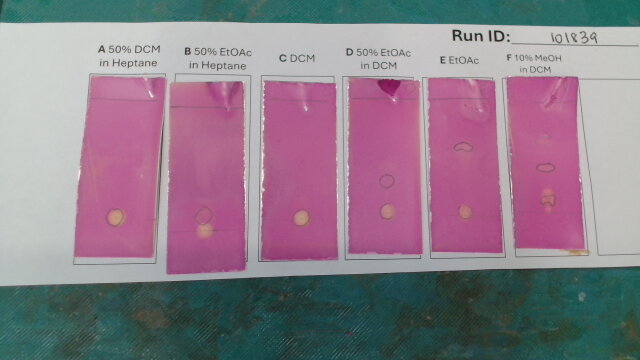 Run ID: 101839
A 50% DCM
in Heptane
B 50% EtOAc
in Heptane
C DCM
D 50% EtOAc
in DCM
E EtOAc
F 10% MeOH
in DCM